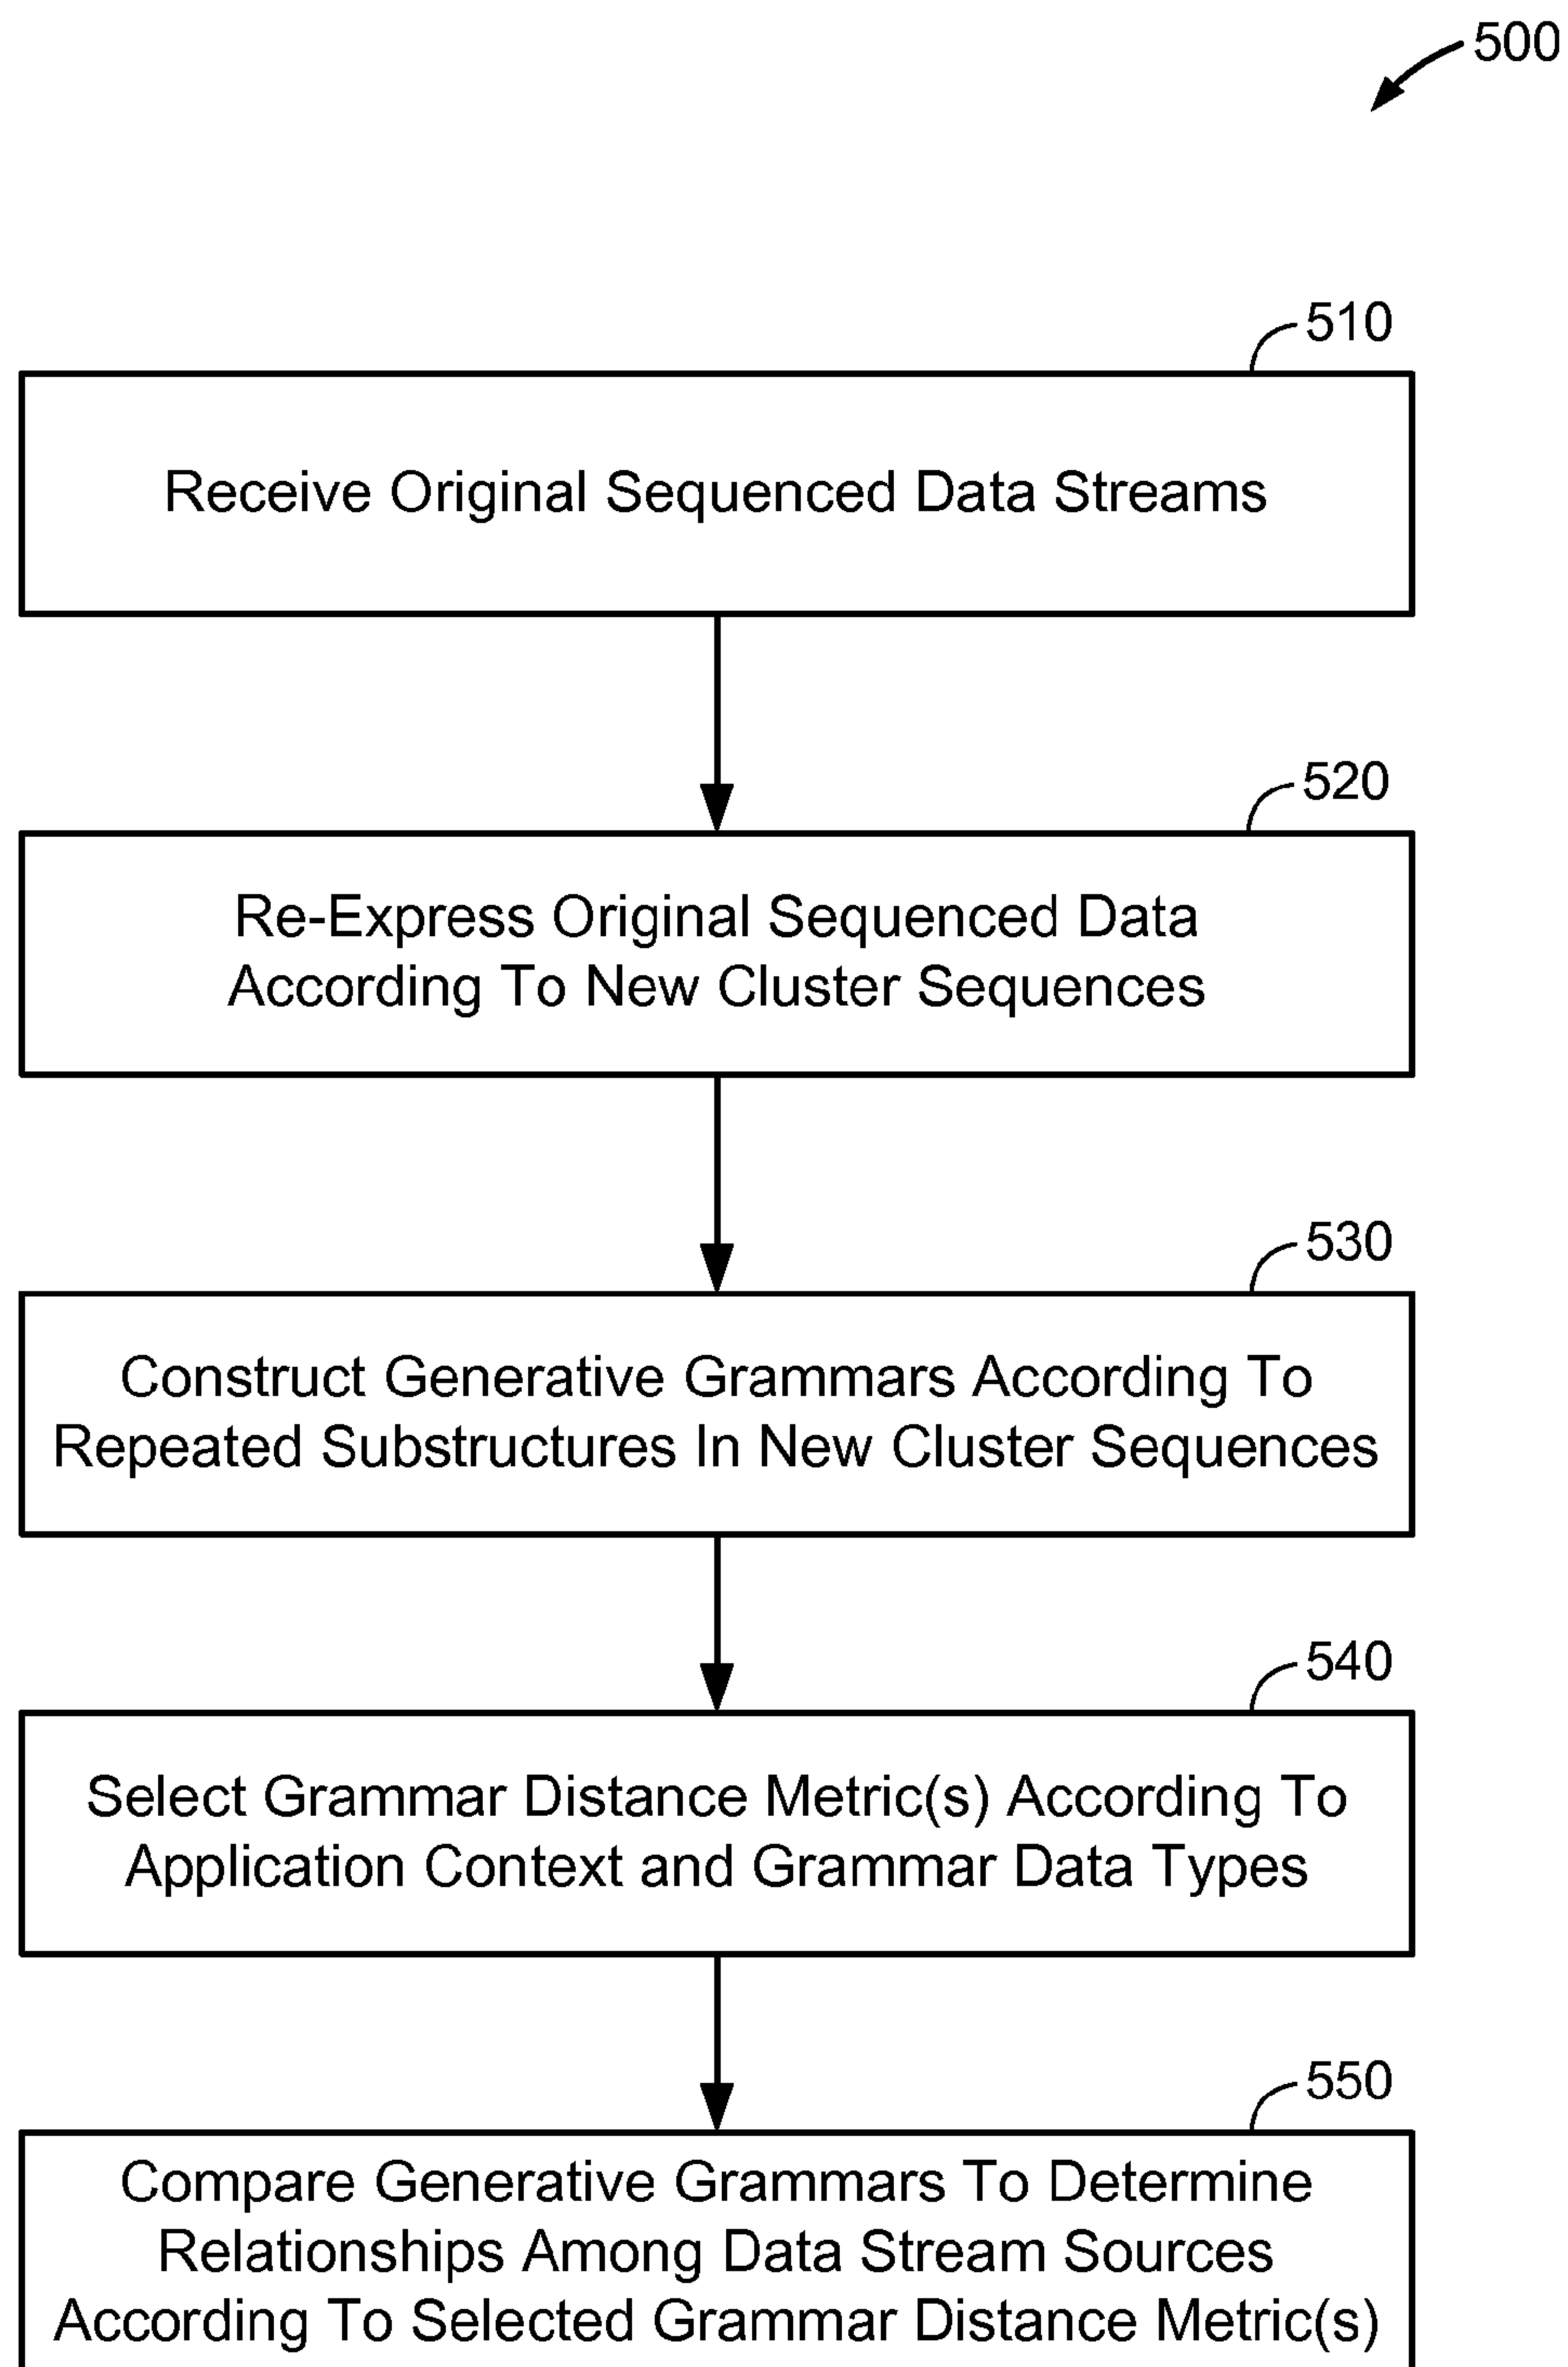 500
510
Receive Original Sequenced Data Streams
520
Re-Express Original Sequenced Data
According To New Cluster Sequences
530
Construct Generative Grammars According To
Repeated Substructures In New Cluster Sequences
540
Select Grammar Distance Metric(s) According To
Application Context and Grammar Data Types
550
Compare Generative Grammars To Determine
Relationships Among Data Stream Sources
According To Selected Grammar Distance Metric(s)